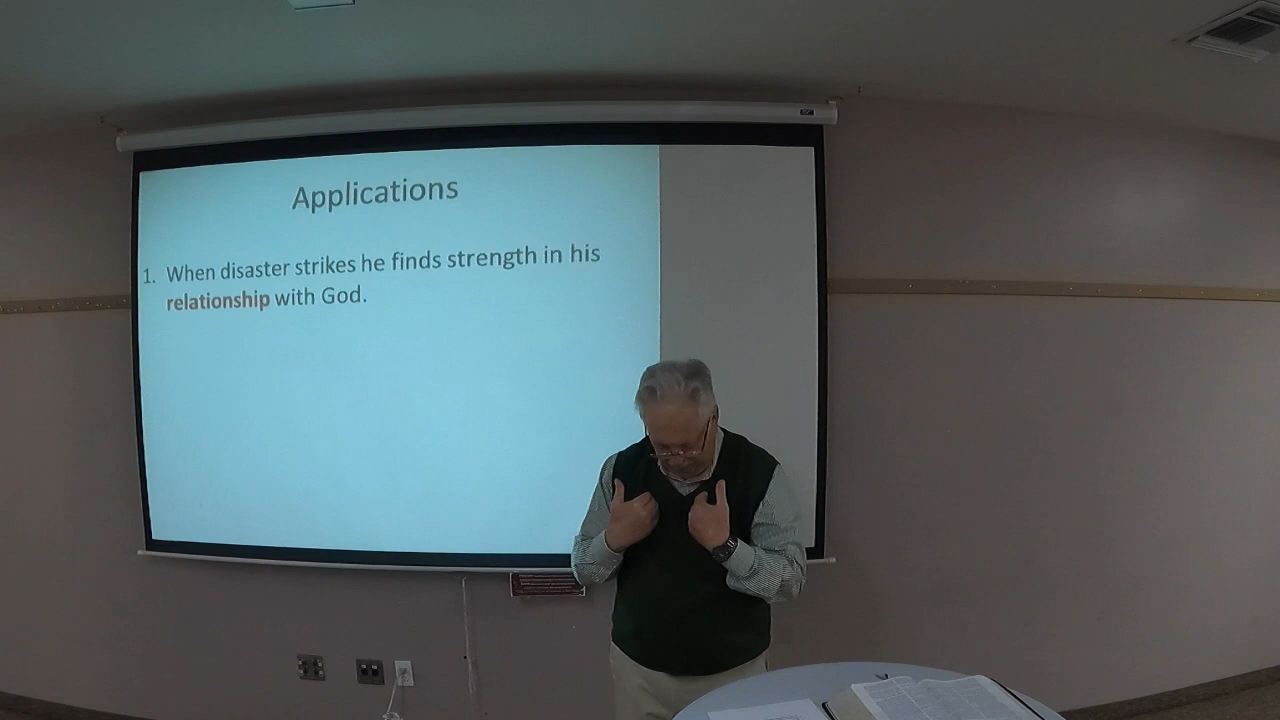 Applications
1. When disaster strikes he finds strength in his
relationship with God.